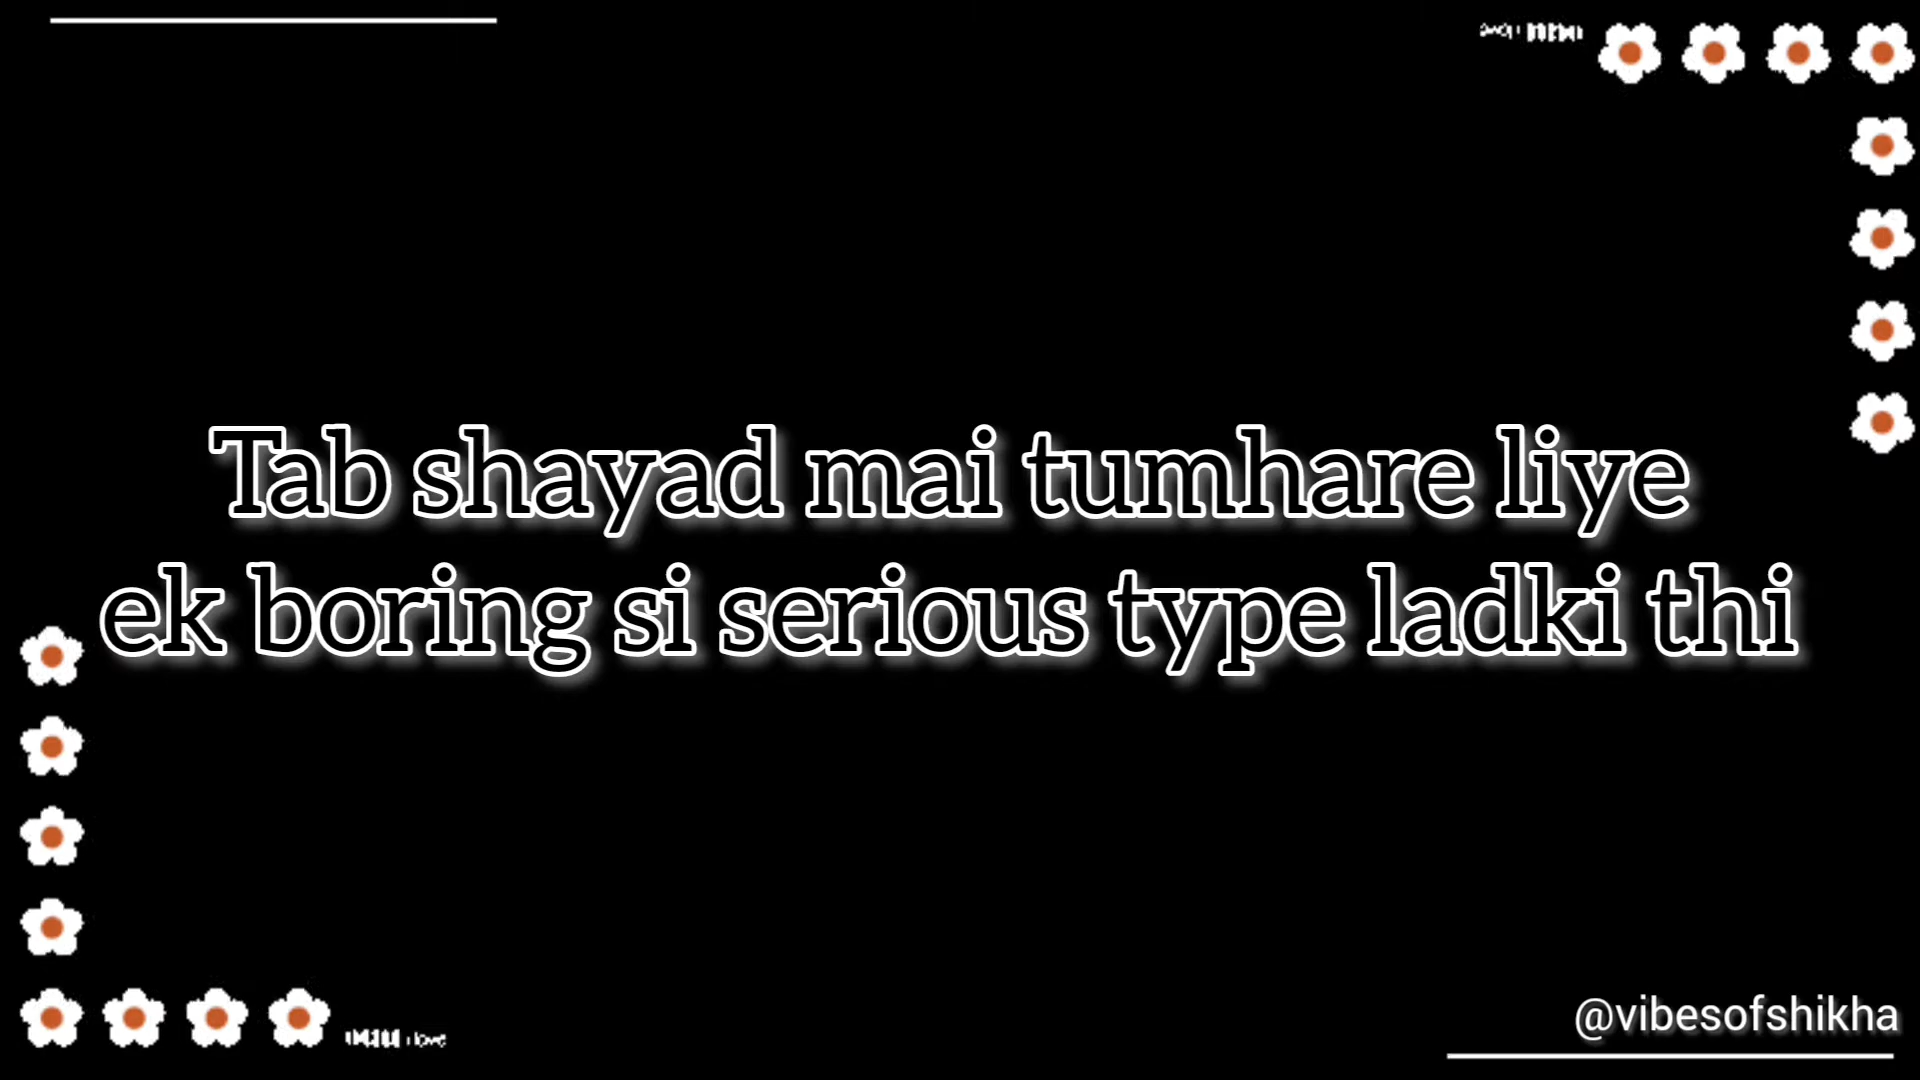 Tab shayad mai tumhare liye
ek boring si serious type ladki thi
@vibesofshikha